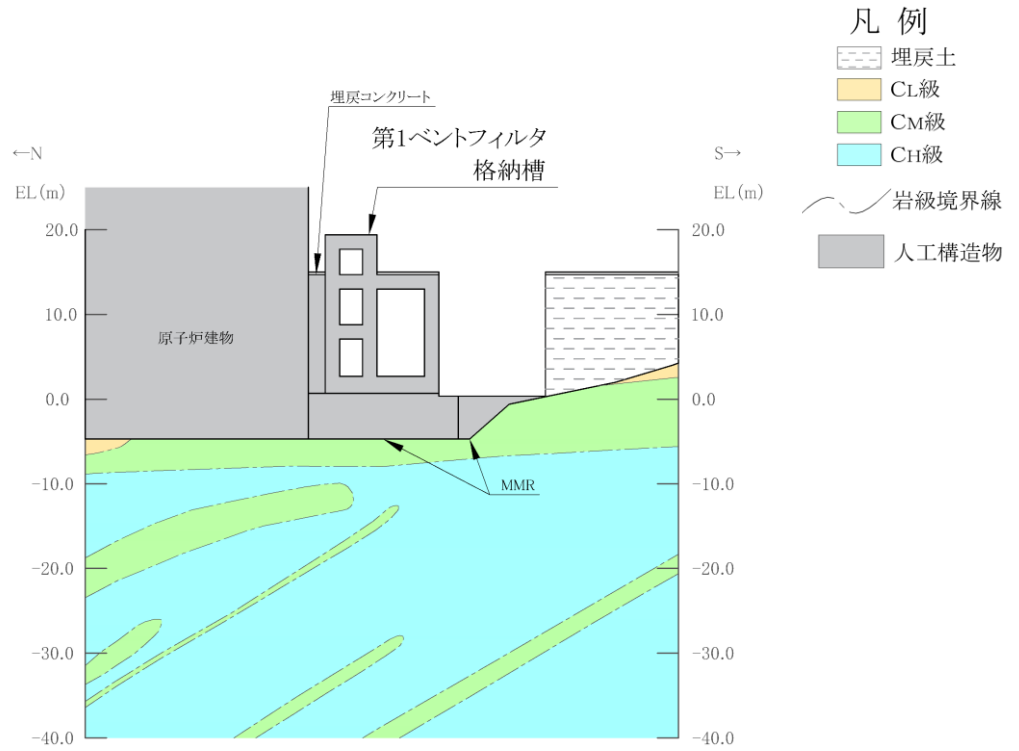 凡 例
埋戻土
CL級
CM級
CH級
岩級境界線
人工構造物
埋戻コンクリート
第1ベントフィルタ
格納槽
←N
S→
EL(m)
EL(m)
20.0
20.0
10.0
10.0
原子炉建物
0.0
0.0
MMR
-10.0
-10.0
-20.0
-20.0
-30.0
-30.0
-40.0
-40.0